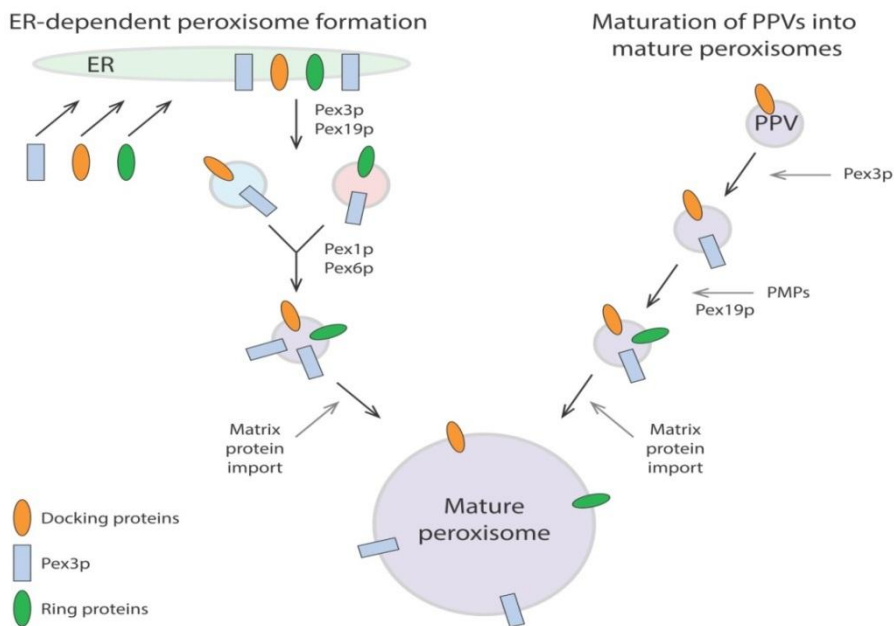 ER-dependent peroxisome formation
ER
Pex3p
Pex19p
Pex1p
Pex6p
Matrix
protein
import
Maturation of PPVs into
mature peroxisomes
PPV
Pex3p
PMPs
Pex19p
Matrix
protein
import
Mature
peroxisome
Docking proteins
Pex3p
Ring proteins